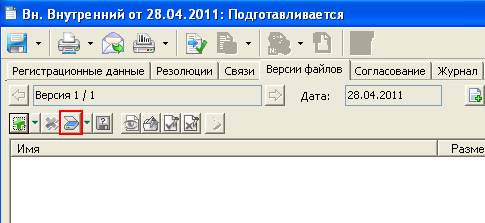 Вн. Внутренний от 28.04.2011: Подготавливается
Регистрационные данные Резолюции Связи Версии файлов Согласование Журнал
Версия 1 / 1 Дата: 28.04.2011
Имя Разме